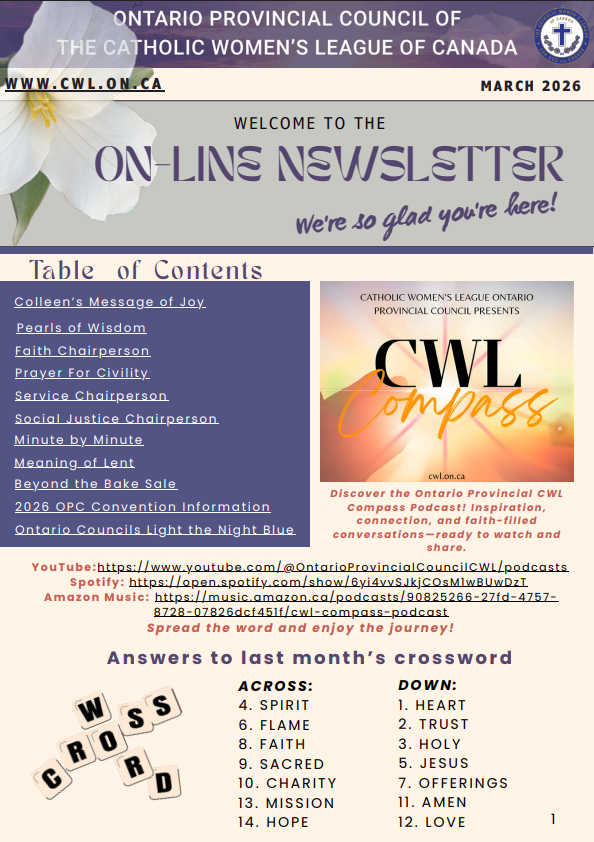 ONTARIO PROVINCIAL COUNCIL OF
THE CATHOLIC WOMEN'S LEAGUE OF CANADA
WWW.CWL.ON.CA
MARCH 2026
WELCOME TO THE
ON-LINE NEWSLETTER
We're so glad you're here!
Table of Contents
Colleen's Message of Joy
Pearls of Wisdom
Faith Chairperson
Prayer For Civility
Service Chairperson
Social Justice Chairperson
Minute by Minute
Meaning of Lent
Beyond the Bake Sale
2026 OPC Convention Information
Ontario Councils Light the Night Blue
CATHOLIC WOMEN'S LEAGUE ONTARIO
PROVINCIAL COUNCIL PRESENTS
CWL
Compass
cwl.on.ca
Discover the Ontario Provincial CWL
Compass Podcast! Inspiration,
connection, and faith-filled
conversations—ready to watch and
share.
YouTube:https://www.youtube.com/@OntarioProvincialCouncilCWL/podcasts
Spotify: https://open.spotify.com/show/6yi4vvSJkjCOsM1wBUwDzT
Amazon Music: https://music.amazon.ca/podcasts/90825266-27fd-4757-
8728-07826dcf451f/cwl-compass-podcast
Spread the word and enjoy the journey!
Answers to last month's crossword
CROSS
WORD
ACROSS:
4. SPIRIT
6. FLAME
8. FAITH
9. SACRED
10. CHARITY
13. MISSION
14. HOPE
DOWN:
1. HEART
2. TRUST
3. HOLY
5. JESUS
7. OFFERINGS
11. AMEN
12. LOVE
1